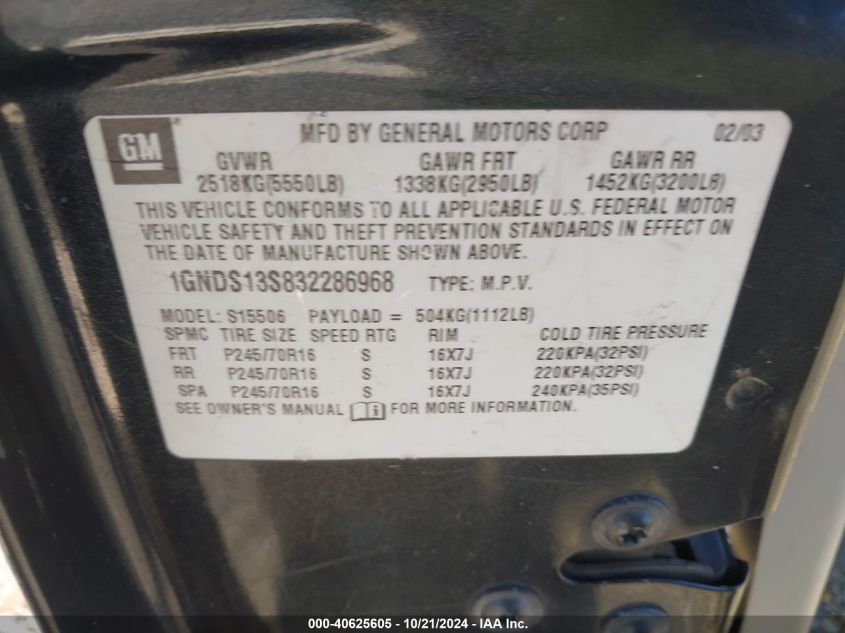 GM
MFD BY GENERAL MOTORS CORP 02/03
GVWR GAWR FRT GAWR RR
2518KG(5550LB) 1338KG(2950LB) 1452KG(3200LB)
THIS VEHICLE CONFORMS TO ALL APPLICABLE U.S. FEDERAL MOTOR
VEHICLE SAFETY AND THEFT PREVENTION STANDARDS IN EFFECT ON
THE DATE OF MANUFACTURE SHOWN ABOVE.
1GNDS13S832286968 TYPE: M.P.V.
MODEL: S15506 PAYLOAD = 504KG(1112LB)
SPMC TIRE SIZE SPEED RTG RIM COLD TIRE PRESSURE
FRT P245/70R16 S 16X7J 220KPA(32PSI)
RR P245/70R16 S 16X7J 220KPA(32PSI)
SPA P245/70R16 S 16X7J 240KPA(35PSI)
SEE OWNER'S MANUAL FOR MORE INFORMATION.
000-40625605 - 10/21/2024 - IAA Inc.